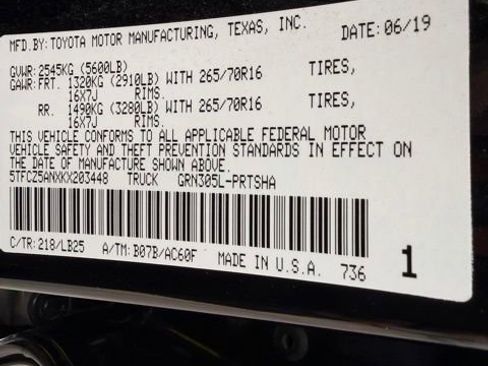 MFD.BY: TOYOTA MOTOR MANUFACTURING, TEXAS, INC. DATE: 06/19
GVWR: 2545KG (5600LB)
GAWR: FRT. 1320KG (2910LB) WITH 265/70R16 TIRES,
16X7J RIMS.
RR. 1490KG (3280LB) WITH 265/70R16 TIRES,
16X7J RIMS.
THIS VEHICLE CONFORMS TO ALL APPLICABLE FEDERAL MOTOR
VEHICLE SAFETY AND THEFT PREVENTION STANDARDS IN EFFECT ON
THE DATE OF MANUFACTURE SHOWN ABOVE.
5TFCZ5ANXKX203448 TRUCK GRN305L-PRTSHA
C/TR: 218/LB25 A/TM: B07B/AC60F MADE IN U.S.A. 736 1